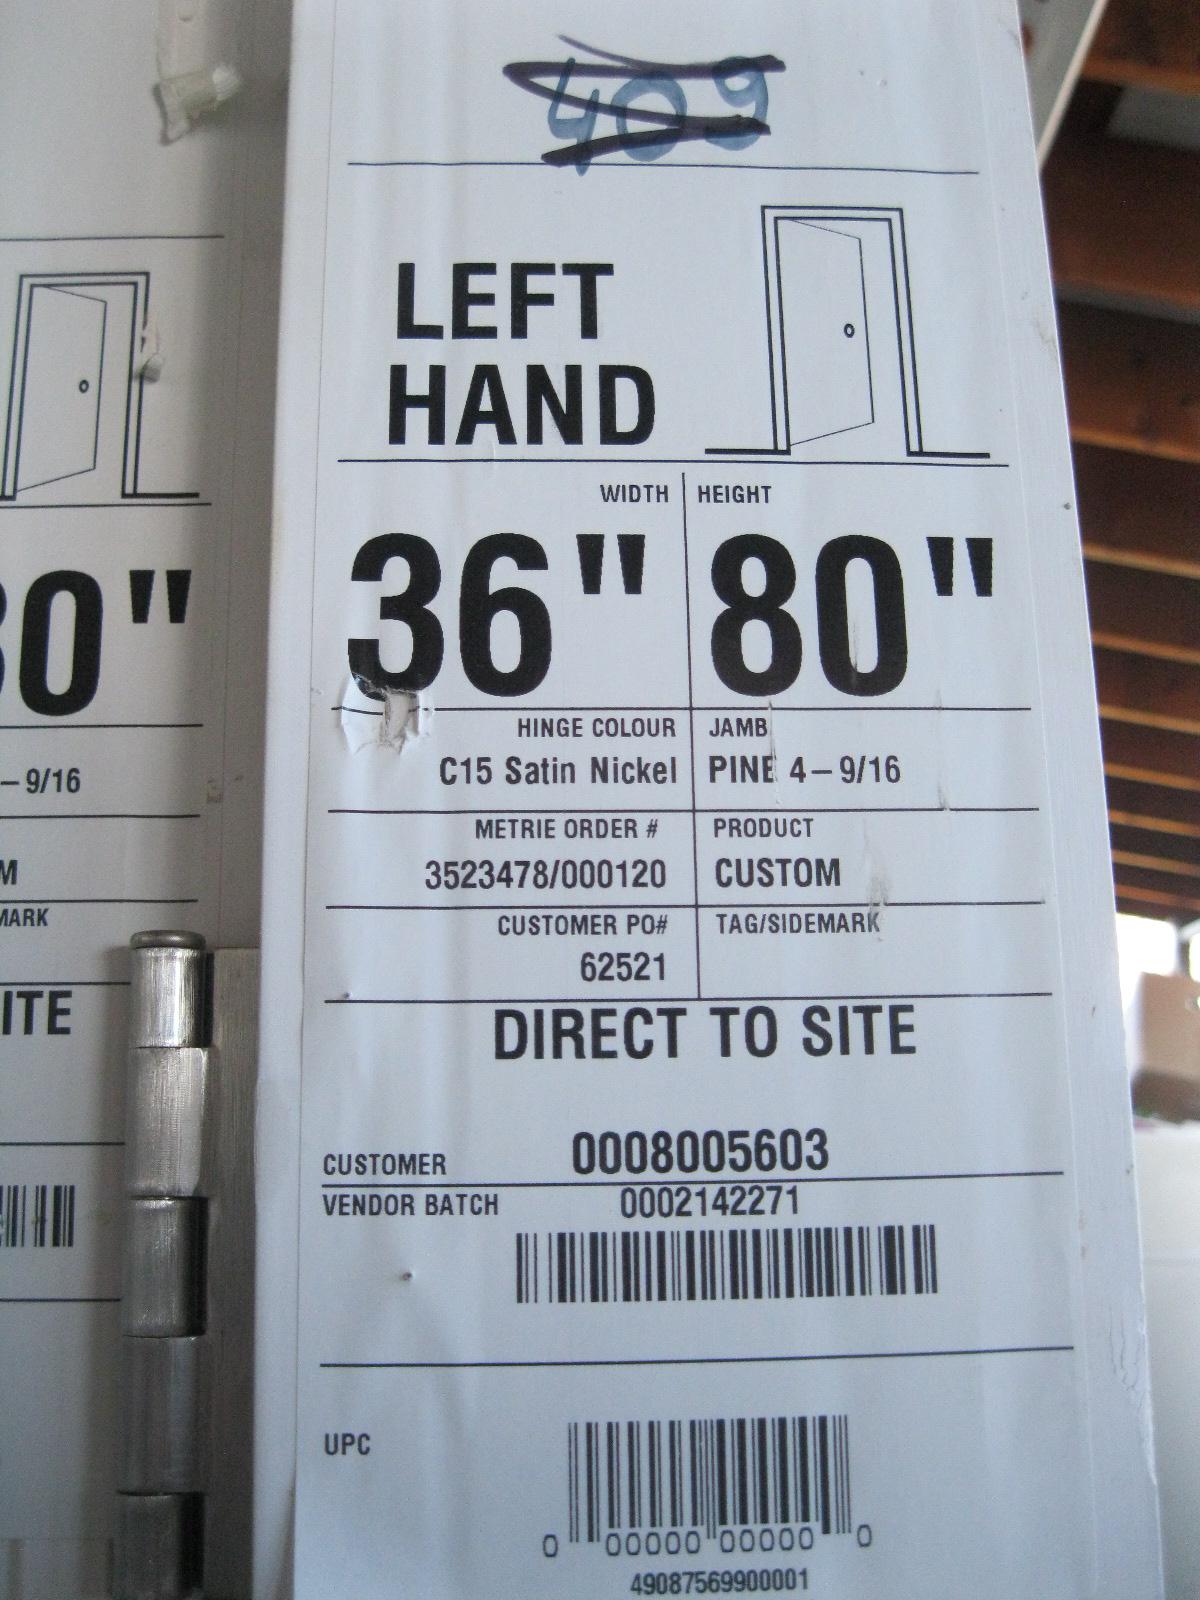 409
LEFT
HAND
WIDTH HEIGHT
36" 80"
HINGE COLOUR JAMB
C15 Satin Nickel PINE 4–9/16
METRIE ORDER # PRODUCT
3523478/000120 CUSTOM
CUSTOMER PO# TAG/SIDEMARK
62521
DIRECT TO SITE
CUSTOMER 0008005603
VENDOR BATCH 0002142271
UPC
0 00000 00000 0
49087569900001
80"
–9/16
M
MARK
ITE